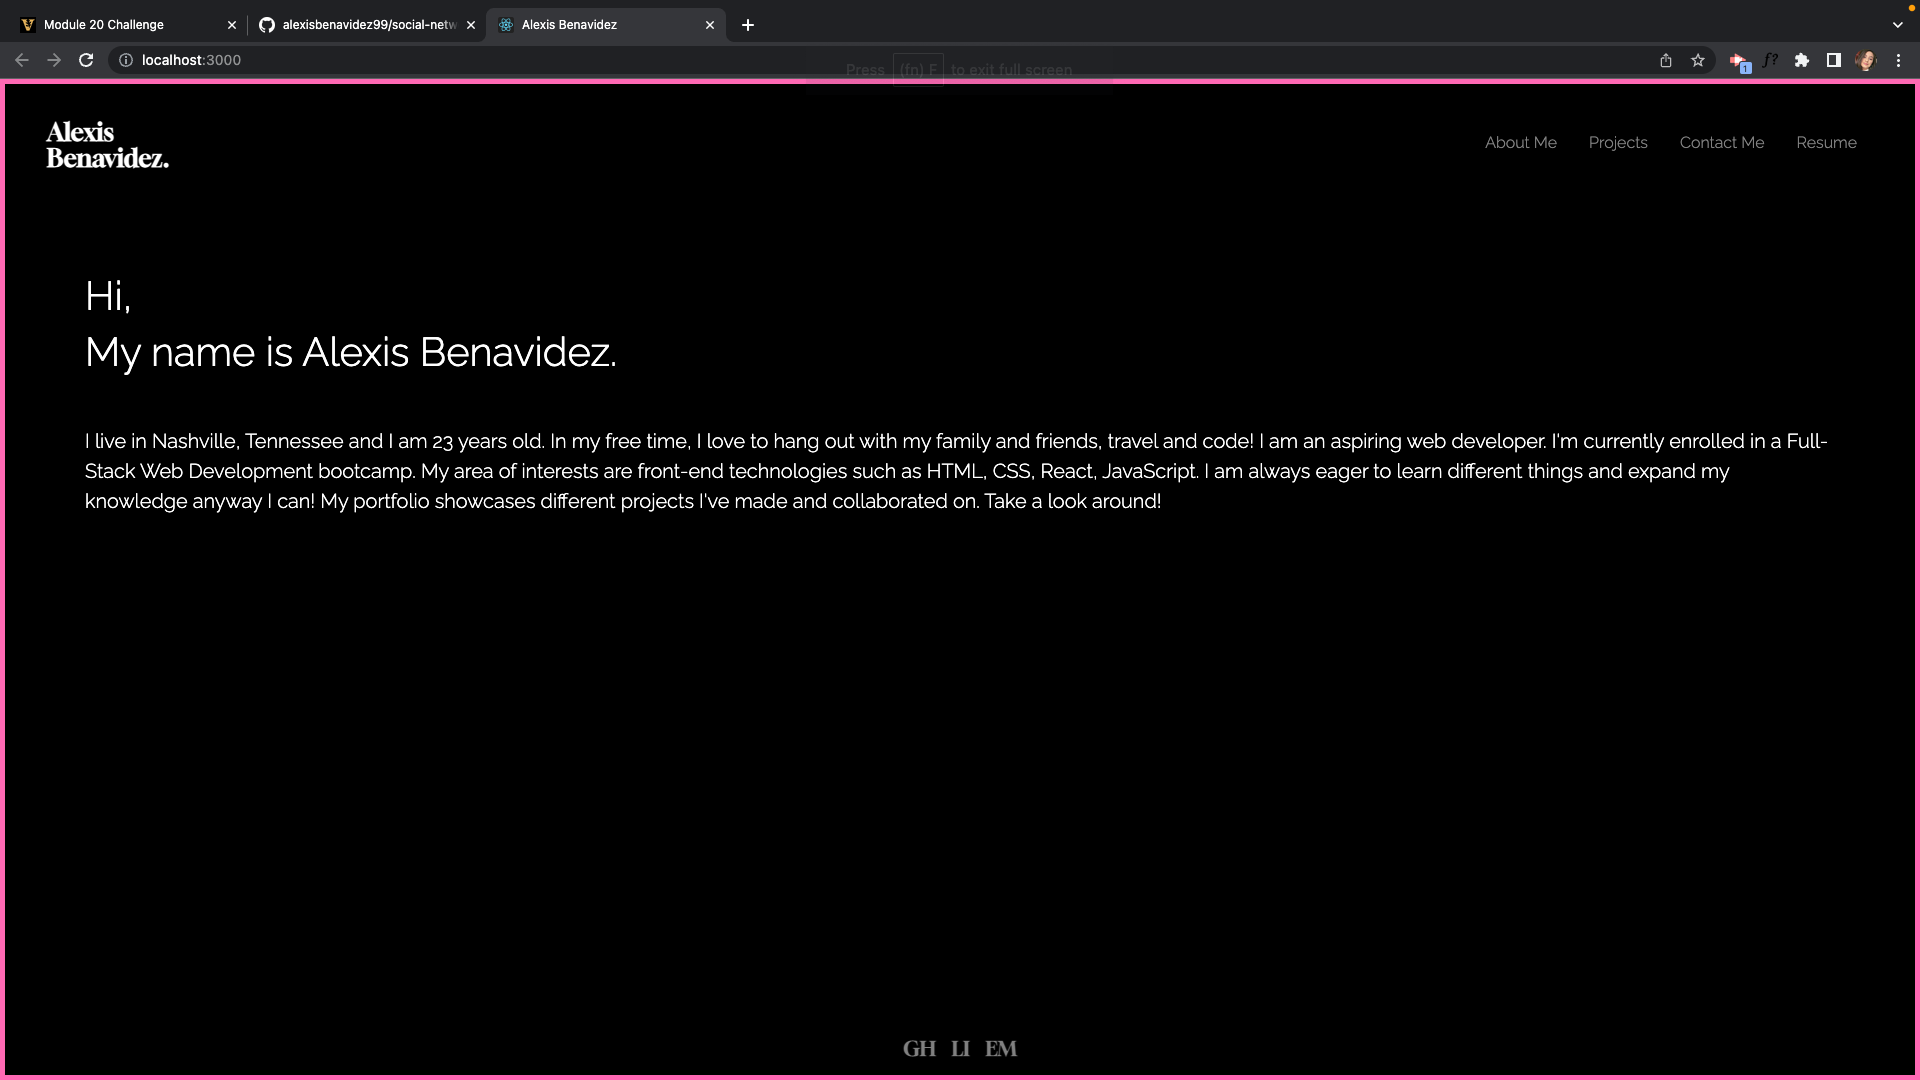 Module 20 Challenge
alexisbenavidez99/social-netw
Alexis Benavidez
localhost:3000
Press (fn) F to exit full screen
1
f?
Alexis
Benavidez.
About Me Projects Contact Me Resume
Hi,
My name is Alexis Benavidez.
I live in Nashville, Tennessee and I am 23 years old. In my free time, I love to hang out with my family and friends, travel and code! I am an aspiring web developer. I'm currently enrolled in a Full-
Stack Web Development bootcamp. My area of interests are front-end technologies such as HTML, CSS, React, JavaScript. I am always eager to learn different things and expand my
knowledge anyway I can! My portfolio showcases different projects I've made and collaborated on. Take a look around!
GH LI EM